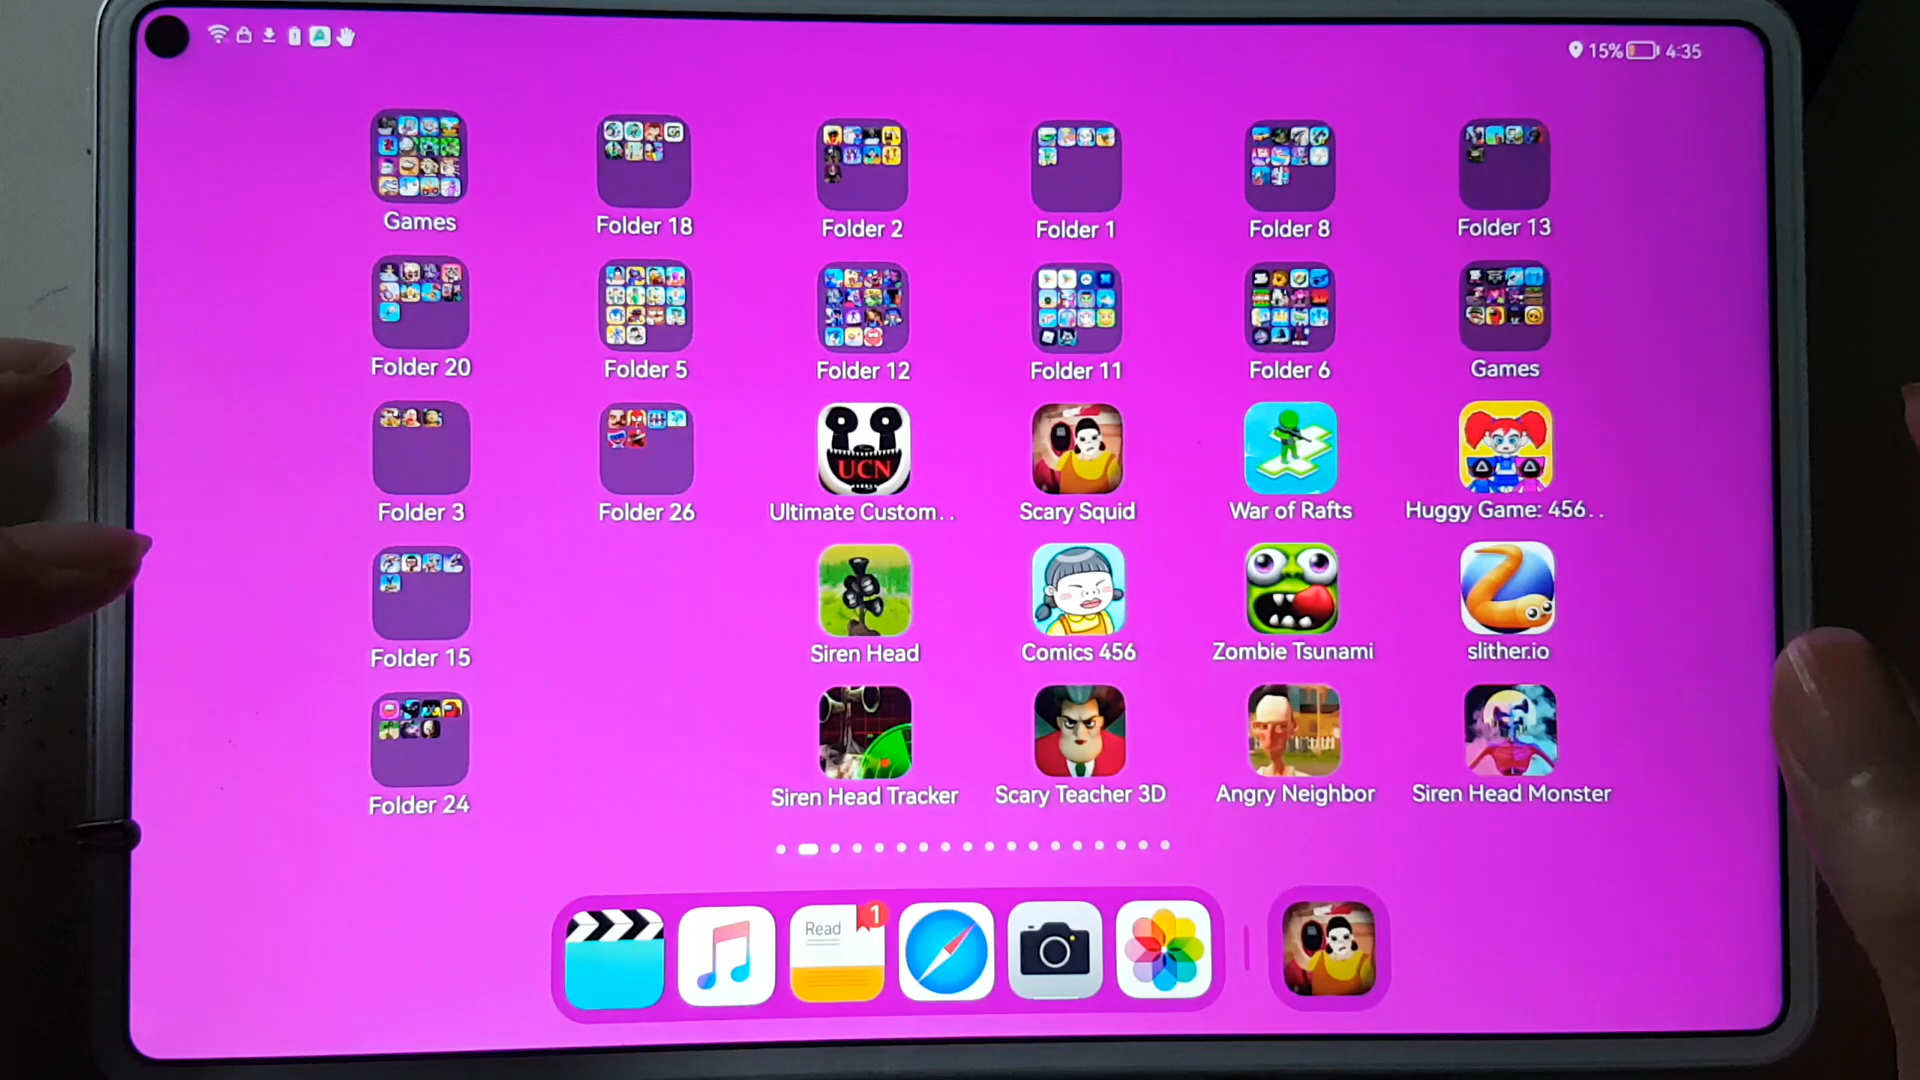 15% 4:35
Games
Folder 18
Folder 2
Folder 1
Folder 8
Folder 13
Folder 20
Folder 5
Folder 12
Folder 11
Folder 6
Games
Folder 3
Folder 26
UCN
Ultimate Custom..
Scary Squid
War of Rafts
Huggy Game: 456..
Folder 15
Siren Head
Comics 456
Zombie Tsunami
slither.io
Folder 24
Siren Head Tracker
Scary Teacher 3D
Angry Neighbor
Siren Head Monster
Read
1